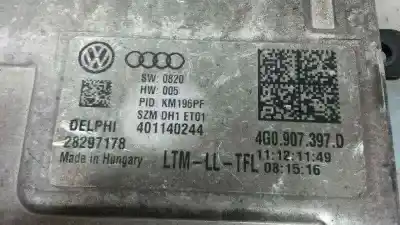 SW: 0820
HW: 005
PID: KM196PF
SZM DH1 ET01
DELPHI 401140244
28297178
Made in Hungary
LTM-LL-TFL
4G0.907.397.D
11:12:11:49
08:15:16